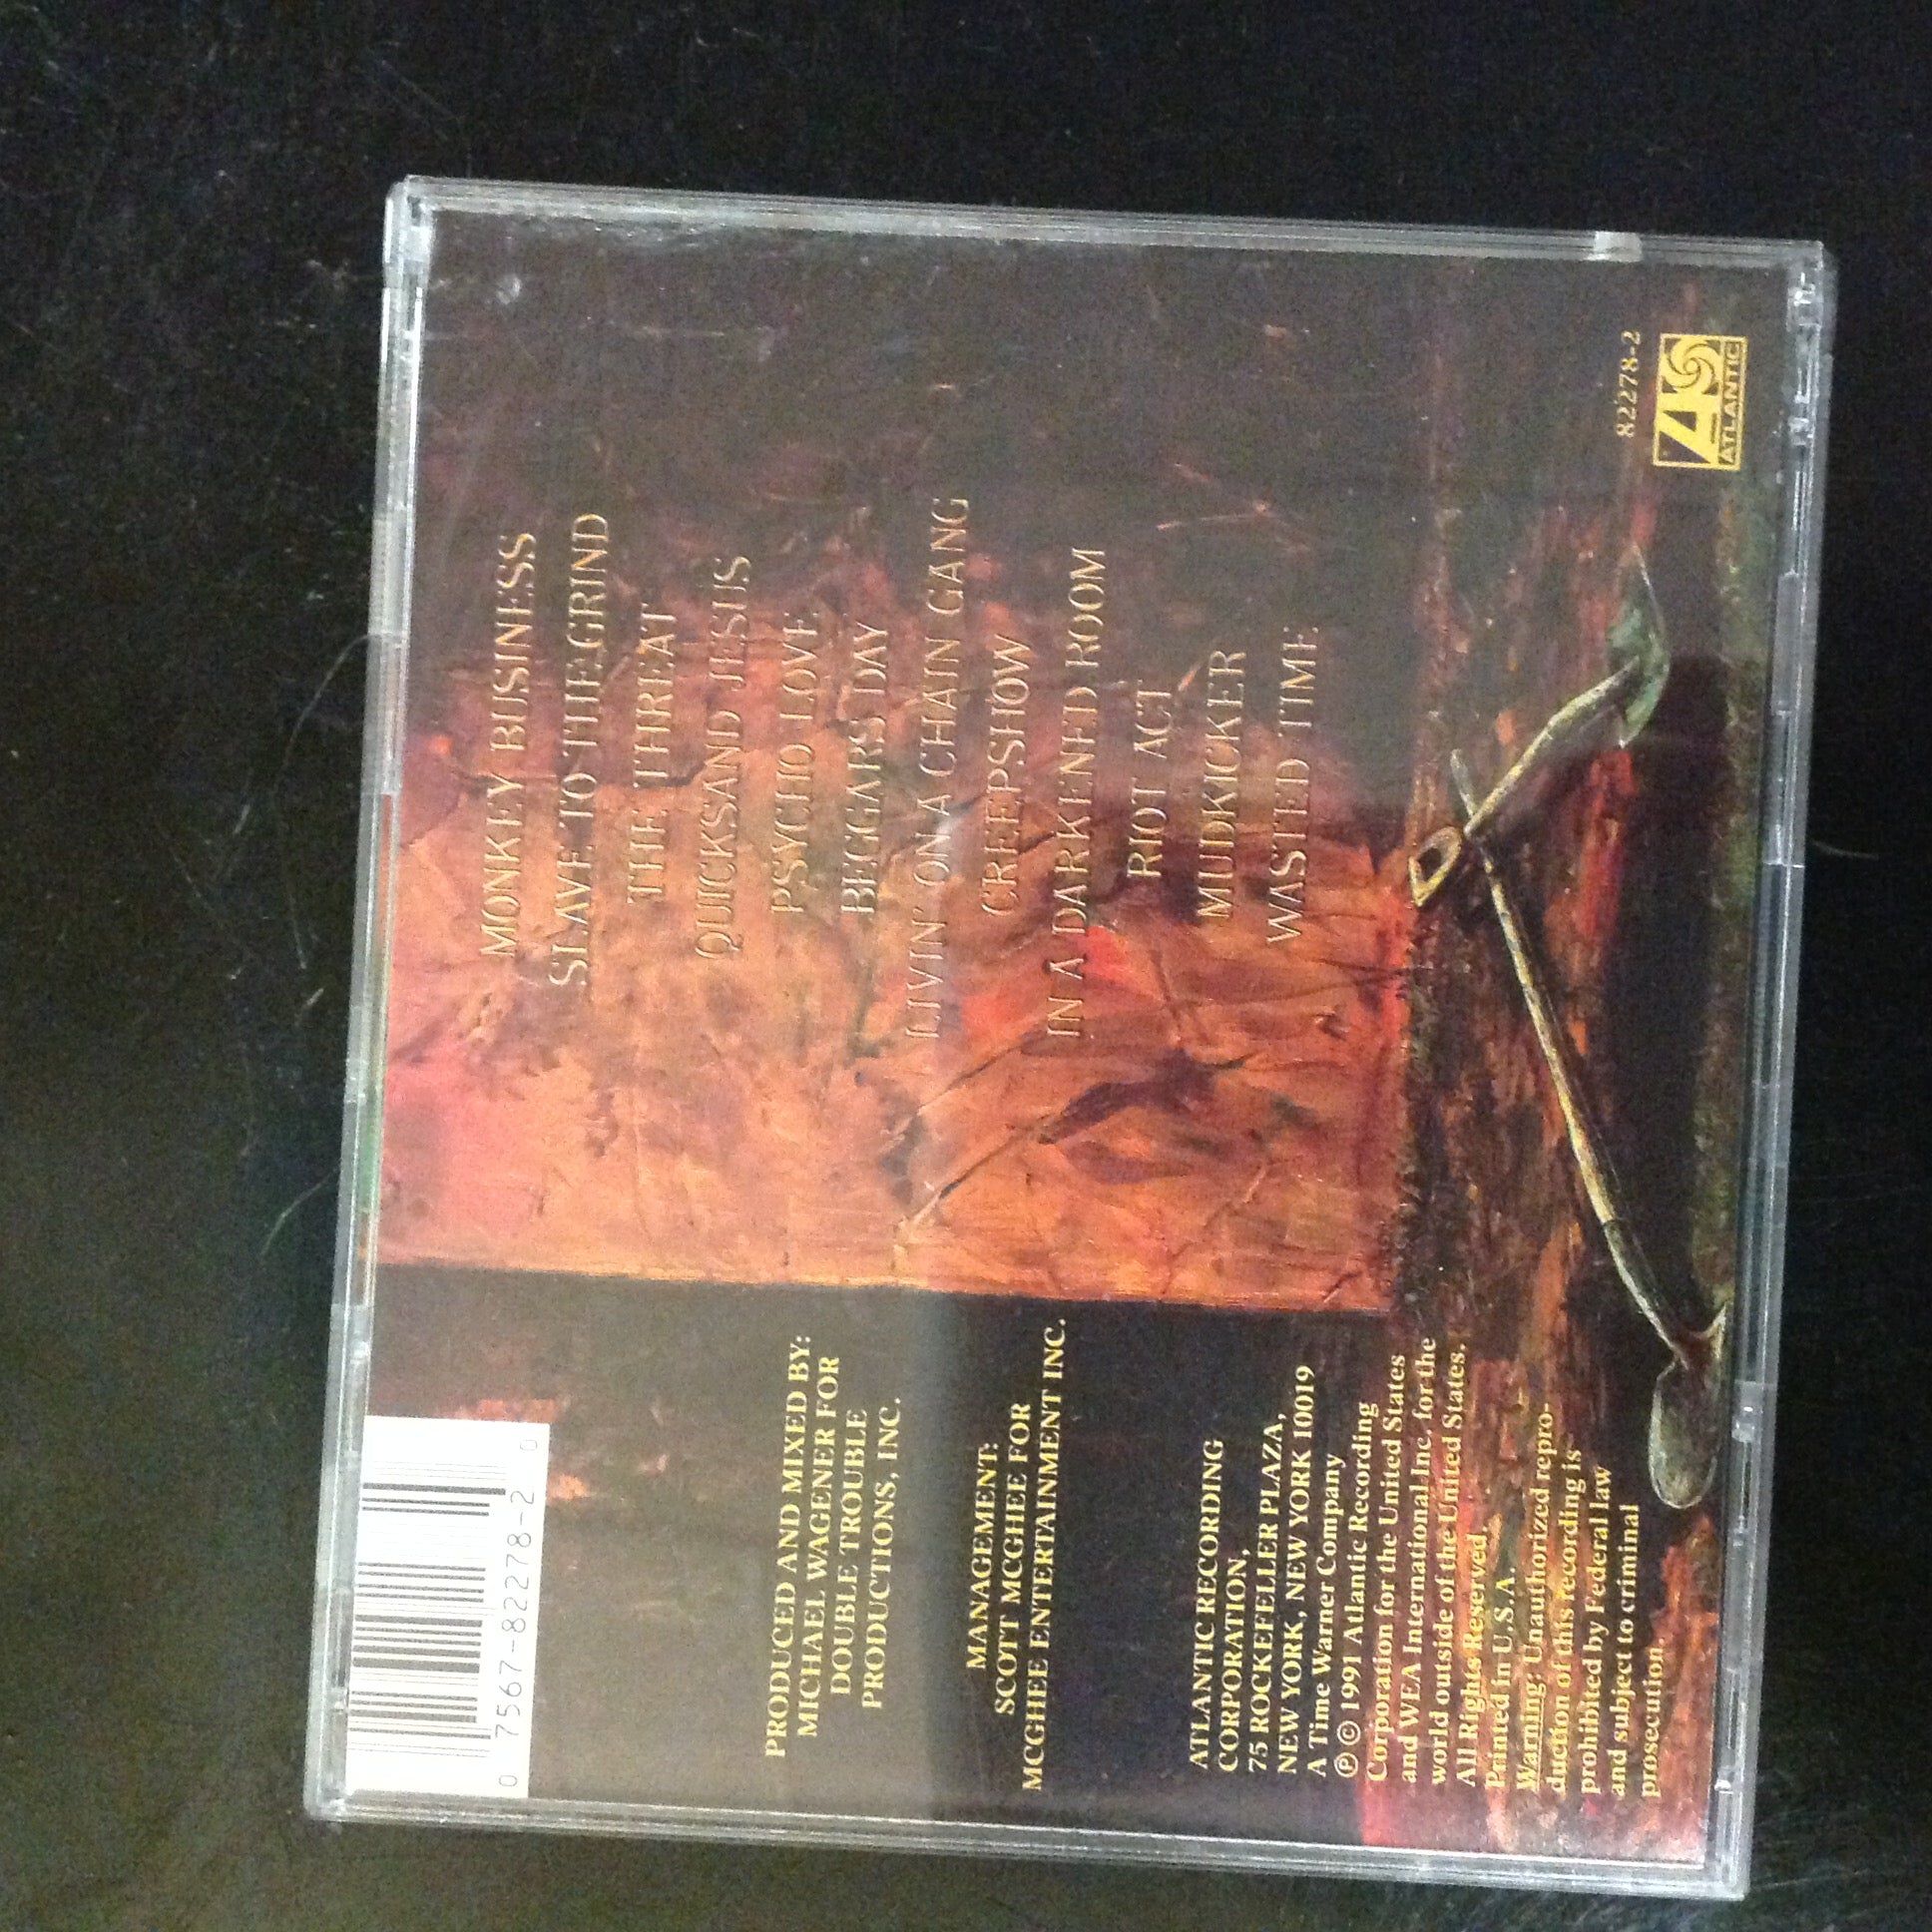 0 7567-82278-2 0
PRODUCED AND MIXED BY:
MICHAEL WAGENER FOR
DOUBLE TROUBLE
PRODUCTIONS, INC.
MANAGEMENT:
SCOTT MCGHEE FOR
MCGHEE ENTERTAINMENT INC.
ATLANTIC RECORDING
CORPORATION,
75 ROCKEFELLER PLAZA,
NEW YORK, NEW YORK 10019
A Time Warner Company
℗ © 1991 Atlantic Recording
Corporation for the United States
and WEA International Inc. for the
world outside of the United States.
All Rights Reserved.
Printed in U.S.A.
Warning: Unauthorized repro-
duction of this recording is
prohibited by Federal law
and subject to criminal
prosecution.
MONKEY BUSINESS
SLAVE TO THE GRIND
THE THREAT
QUICKSAND JESUS
PSYCHO LOVE
BEGGARS DAY
LIVIN' ON A CHAIN GANG
CREEPSHOW
IN A DARKENED ROOM
RIOT ACT
MUDKICKER
WASTED TIME
82278-2
A
ATLANTIC